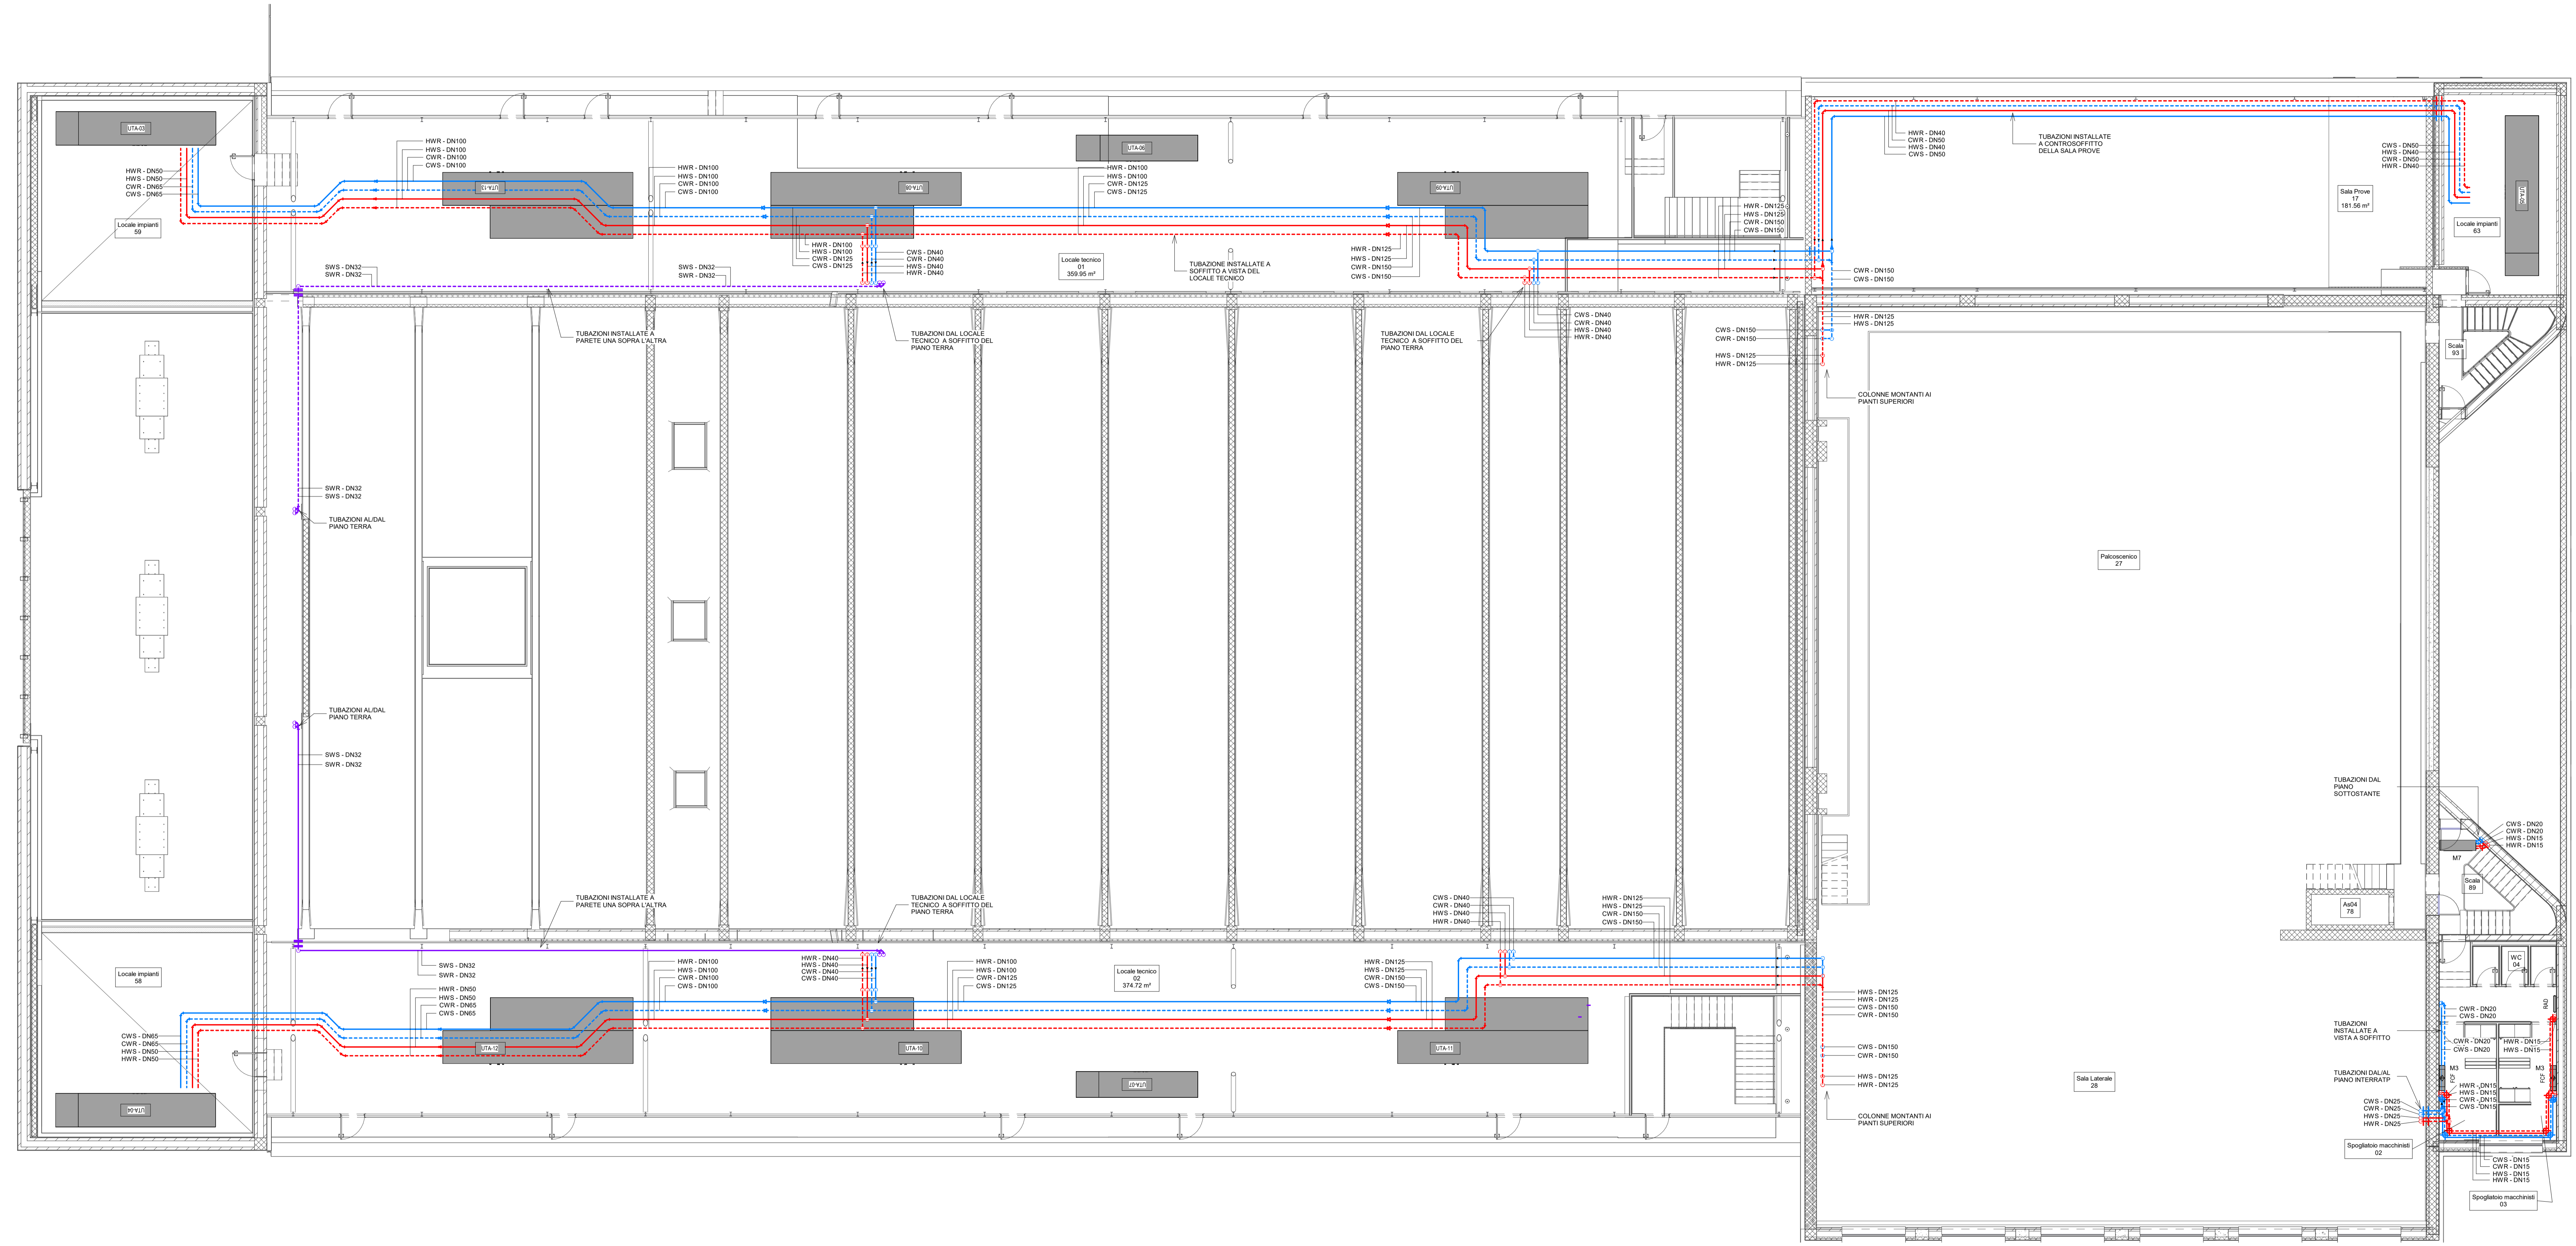 UTA-03
HWR - DN50
HWS - DN50
CWR - DN65
CWS - DN65
Locale impianti
59
HWR - DN100
HWS - DN100
CWR - DN100
CWS - DN100
UTA-13
HWR - DN100
HWS - DN100
CWR - DN100
CWS - DN100
UTA-08
HWR - DN100
HWS - DN100
CWR - DN125
CWS - DN125
CWS - DN40
CWR - DN40
HWS - DN40
HWR - DN40
SWS - DN32
SWR - DN32
SWS - DN32
SWR - DN32
UTA-06
HWR - DN100
HWS - DN100
CWR - DN125
CWS - DN125
Locale tecnico
01
359.95 m²
TUBAZIONE INSTALLATE A
SOFFITTO A VISTA DEL
LOCALE TECNICO
UTA-09
HWR - DN125
HWS - DN125
CWR - DN150
CWS - DN150
HWR - DN125
HWS - DN125
CWR - DN150
CWS - DN150
HWR - DN40
CWR - DN50
HWS - DN40
CWS - DN50
TUBAZIONI INSTALLATE
A CONTROSOFFITTO
DELLA SALA PROVE
Sala Prove
17
181.56 m²
CWS - DN50
HWS - DN40
CWR - DN50
HWR - DN40
Locale impianti
63
CWR - DN150
CWS - DN150
HWR - DN125
HWS - DN125
CWS - DN150
CWR - DN150
HWS - DN125
HWR - DN125
COLONNE MONTANTI AI
PIANTI SUPERIORI
Scala
93
TUBAZIONI INSTALLATE A
PARETE UNA SOPRA L'ALTRA
TUBAZIONI DAL LOCALE
TECNICO A SOFFITTO DEL
PIANO TERRA
TUBAZIONI DAL LOCALE
TECNICO A SOFFITTO DEL
PIANO TERRA
CWS - DN40
CWR - DN40
HWS - DN40
HWR - DN40
SWR - DN32
SWS - DN32
TUBAZIONI AL/DAL
PIANO TERRA
Palcoscenico
27
TUBAZIONI AL/DAL
PIANO TERRA
SWS - DN32
SWR - DN32
TUBAZIONI DAL
PIANO
SOTTOSTANTE
CWS - DN20
CWR - DN20
HWS - DN15
HWR - DN15
M7
Scala
89
As04
78
TUBAZIONI INSTALLATE A
PARETE UNA SOPRA L'ALTRA
TUBAZIONI DAL LOCALE
TECNICO A SOFFITTO DEL
PIANO TERRA
CWS - DN40
CWR - DN40
HWS - DN40
HWR - DN40
HWR - DN125
HWS - DN125
CWR - DN150
CWS - DN150
Locale impianti
58
SWS - DN32
SWR - DN32
HWR - DN50
HWS - DN50
CWR - DN65
CWS - DN65
HWR - DN100
HWS - DN100
CWR - DN100
CWS - DN100
HWR - DN40
HWS - DN40
CWR - DN40
CWS - DN40
HWR - DN100
HWS - DN100
CWR - DN125
CWS - DN125
Locale tecnico
02
374.72 m²
HWR - DN125
HWS - DN125
CWR - DN150
CWS - DN150
CWS - DN65
CWR - DN65
HWS - DN50
HWR - DN50
UTA-04
UTA-12
UTA-10
UTA-07
UTA-11
HWS - DN125
HWR - DN125
CWS - DN150
CWR - DN150
CWS - DN150
CWR - DN150
HWS - DN125
HWR - DN125
COLONNE MONTANTI AI
PIANTI SUPERIORI
Sala Laterale
28
WC
04
RAD
CWR - DN20
CWS - DN20
TUBAZIONI
INSTALLATE A
VISTA A SOFFITTO
CWR - DN20
CWS - DN20
HWR - DN15
HWS - DN15
M3
FCF
M3
FCF
TUBAZIONI DAL/AL
PIANO INTERRATP
HWR - DN15
HWS - DN15
CWR - DN15
CWS - DN15
CWS - DN25
CWR - DN25
HWS - DN25
HWR - DN25
Spogliatoio macchinisti
02
CWS - DN15
CWR - DN15
HWS - DN15
HWR - DN15
Spogliatoio macchinisti
03